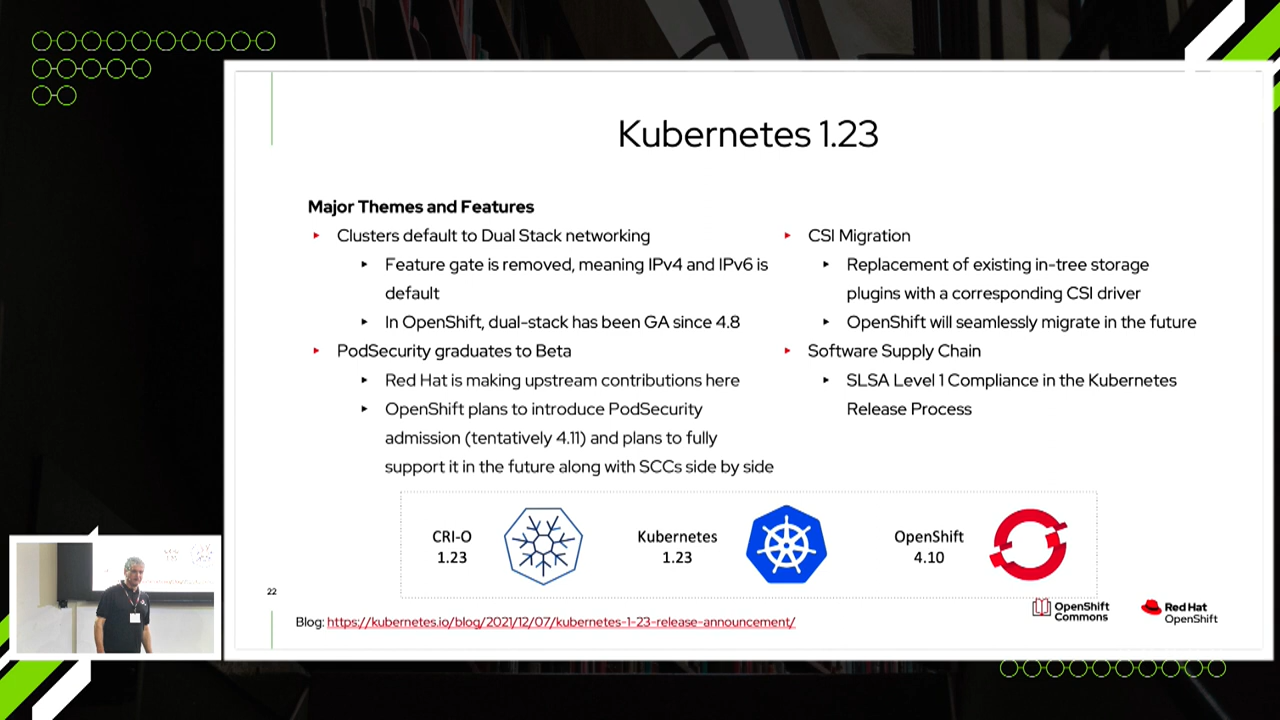 Kubernetes 1.23
Major Themes and Features
Clusters default to Dual Stack networking
Feature gate is removed, meaning IPv4 and IPv6 is
default
In OpenShift, dual-stack has been GA since 4.8
PodSecurity graduates to Beta
Red Hat is making upstream contributions here
OpenShift plans to introduce PodSecurity
admission (tentatively 4.11) and plans to fully
support it in the future along with SCCs side by side
CSI Migration
Replacement of existing in-tree storage
plugins with a corresponding CSI driver
OpenShift will seamlessly migrate in the future
Software Supply Chain
SLSA Level 1 Compliance in the Kubernetes
Release Process
CRI-O
1.23
Kubernetes
1.23
OpenShift
4.10
22
Blog: https://kubernetes.io/blog/2021/12/07/kubernetes-1-23-release-announcement/
OpenShift
Commons
Red Hat
OpenShift